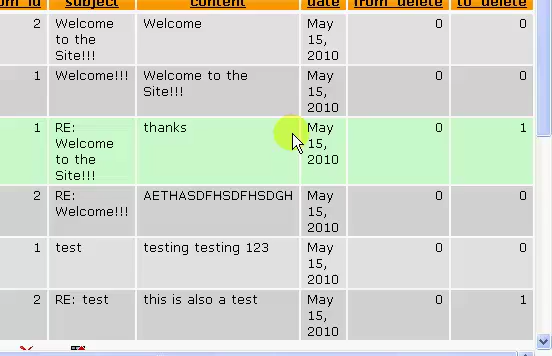 subject content date from_delete to_delete
2 Welcome to the Site!!! Welcome May 15, 2010 0 0
1 Welcome!!! Welcome to the Site!!! May 15, 2010 0 0
1 RE: Welcome to the Site!!! thanks May 15, 2010 0 1
2 RE: Welcome!!! AETHASDFHSDFHSDGH May 15, 2010 0 0
1 test testing testing 123 May 15, 2010 0 0
2 RE: test this is also a test May 15, 2010 0 1